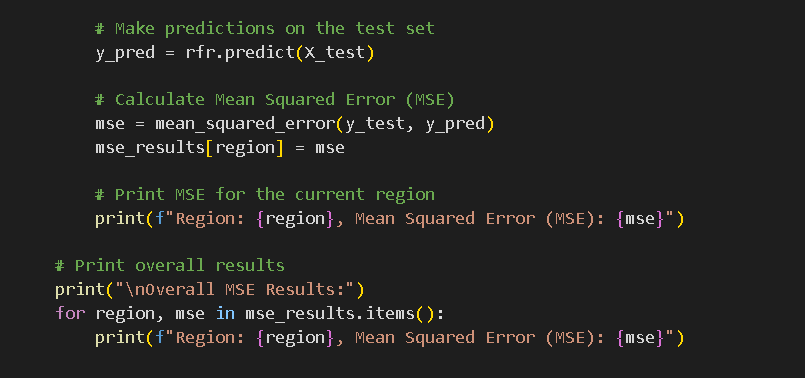 # Make predictions on the test set
y_pred = rfr.predict(X_test)
# Calculate Mean Squared Error (MSE)
mse = mean_squared_error(y_test, y_pred)
mse_results[region] = mse
# Print MSE for the current region
print(f"Region: {region}, Mean Squared Error (MSE): {mse}")
# Print overall results
print("\nOverall MSE Results:")
for region, mse in mse_results.items():
print(f"Region: {region}, Mean Squared Error (MSE): {mse}")